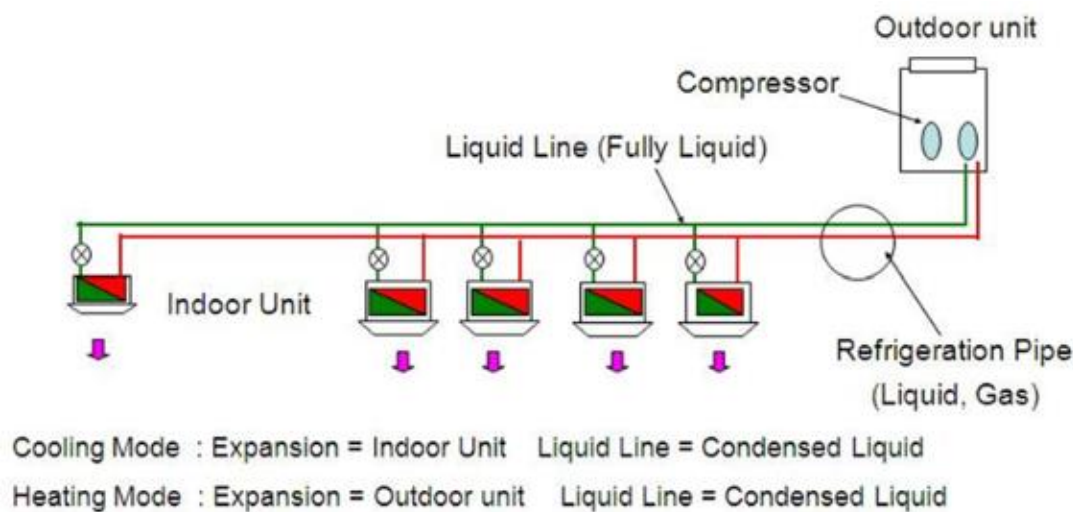 Outdoor unit
Compressor
Liquid Line (Fully Liquid)
Indoor Unit
Refrigeration Pipe
(Liquid, Gas)
Cooling Mode : Expansion = Indoor Unit Liquid Line = Condensed Liquid
Heating Mode : Expansion = Outdoor unit Liquid Line = Condensed Liquid